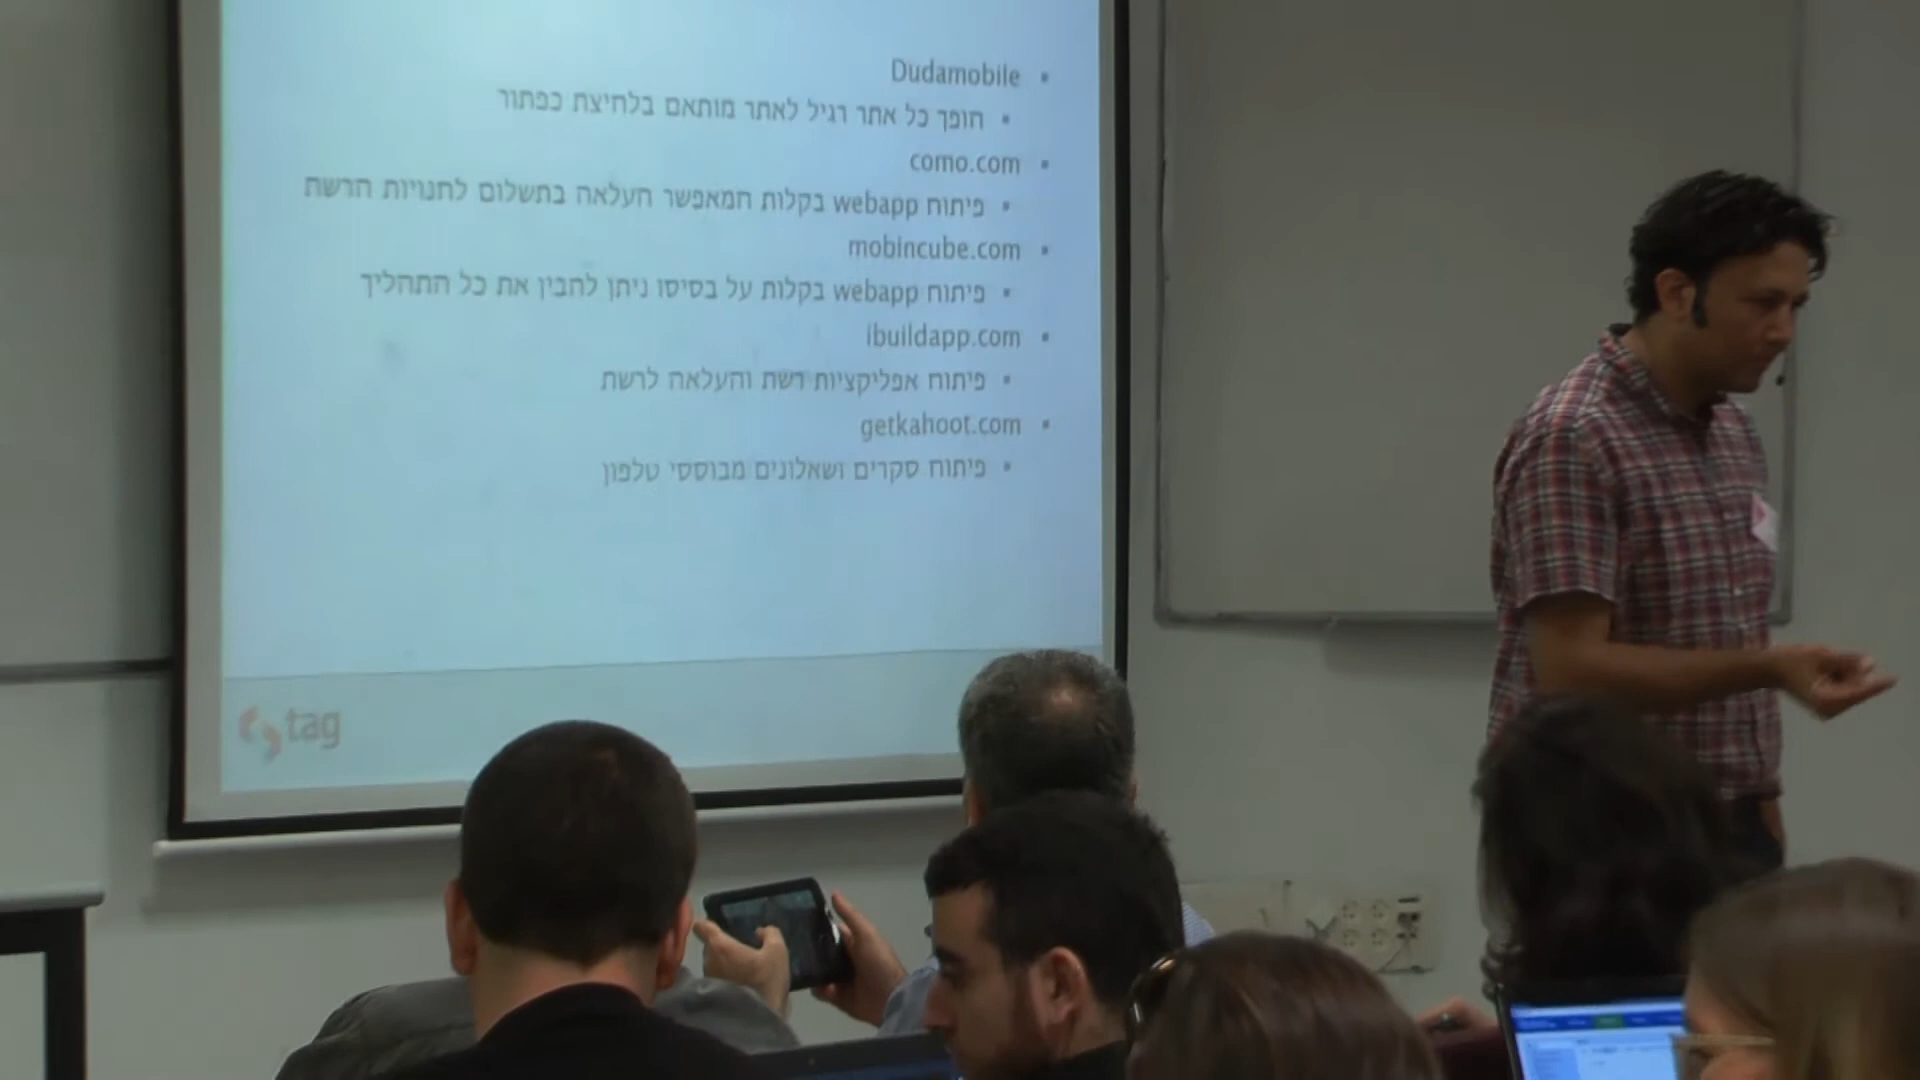 Dudamobile
הופך כל אתר רגיל לאתר מותאם בלחיצת כפתור
como.com
פיתוח webapp בקלות המאפשר העלאה בתשלום לחנויות הרשת
mobincube.com
פיתוח webapp בקלות על בסיסו ניתן להבין את כל התהליך
ibuildapp.com
פיתוח אפליקציות רשת והעלאה לרשת
getkahoot.com
פיתוח סקרים ושאלונים מבוססי טלפון
tag